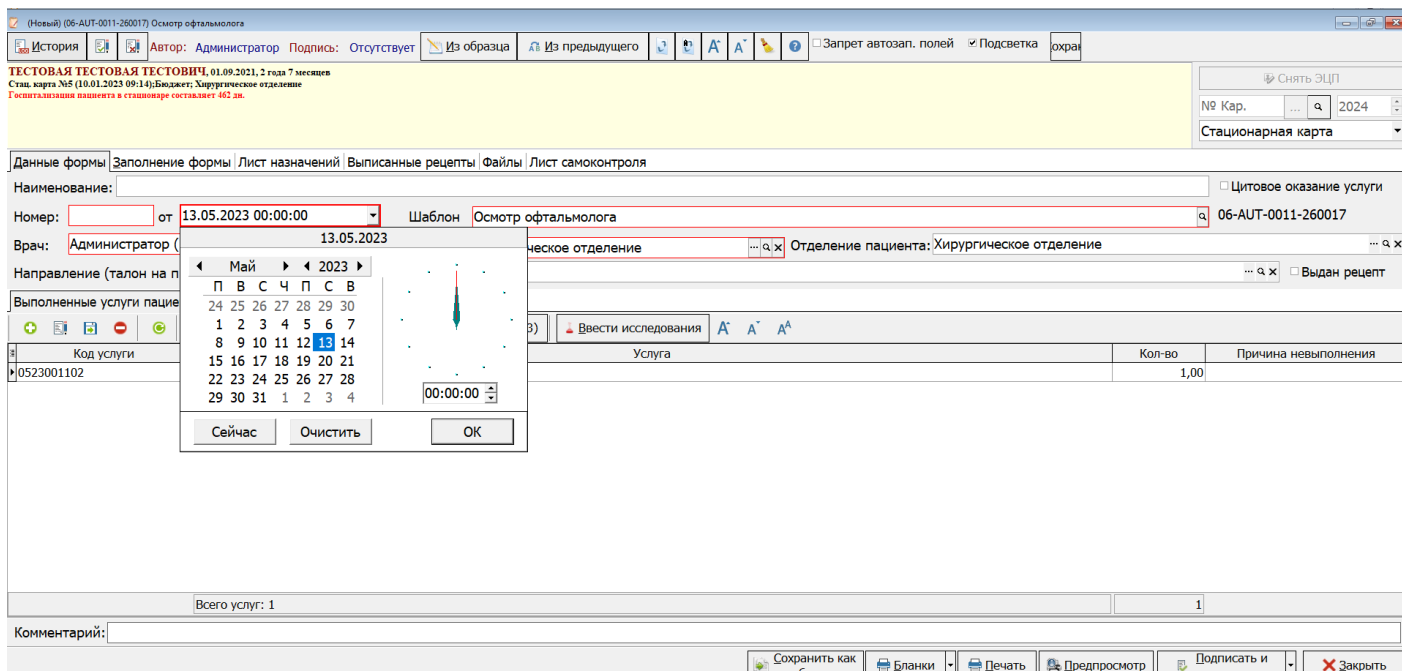 (Новый) (06-AUT-0011-260017) Осмотр офтальмолога
История Автор: Администратор Подпись: Отсутствует Из образца Из предыдущего Запрет автозап. полей Подсветка
ТЕСТОВАЯ ТЕСТОВАЯ ТЕСТОВИЧ, 01.09.2021, 2 года 7 месяцев
Стац. карта №5 (10.01.2023 09:14);Бюджет; Хирургическое отделение
Госпитализация пациента в стационаре составляет 462 дн.
Снять ЭЦП
№ Кар. ... 2024
Стационарная карта
Данные формы Заполнение формы Лист назначений Выписанные рецепты Файлы Лист самоконтроля
Наименование: Цитовое оказание услуги
Номер: от 13.05.2023 00:00:00 Шаблон Осмотр офтальмолога 06-AUT-0011-260017
Врач: Администратор ( ческое отделение ... Отделение пациента: Хирургическое отделение ...
Направление (талон на п ... Выдан рецепт
13.05.2023
Май 2023
П В С Ч П С В
24 25 26 27 28 29 30
1 2 3 4 5 6 7
8 9 10 11 12 13 14
15 16 17 18 19 20 21
22 23 24 25 26 27 28
29 30 31 1 2 3 4
00:00:00
Сейчас Очистить ОК
Выполненные услуги пацие
3) Ввести исследования A A AA
Код услуги Услуга Кол-во Причина невыполнения
0523001102 1,00
Всего услуг: 1 1
Комментарий:
Сохранить как Бланки Печать Предпросмотр Подписать и Закрыть